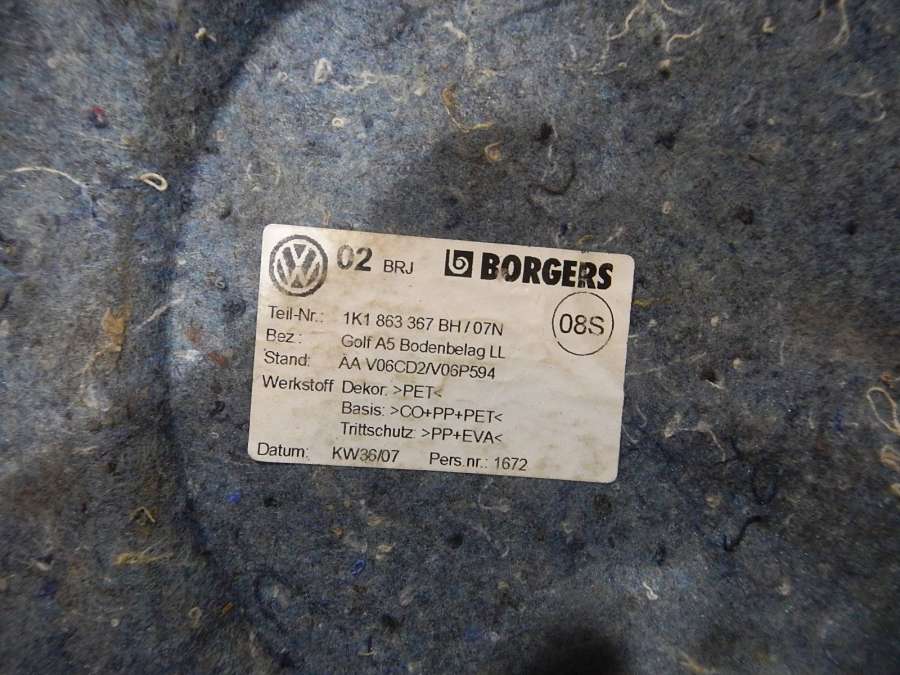 VW 02 BRJ BORGERS
08S
Teil-Nr.: 1K1 863 367 BH / 07N
Bez.: Golf A5 Bodenbelag LL
Stand: AA V06CD2/V06P594
Werkstoff Dekor: >PET<
Basis: >CO+PP+PET<
Trittschutz: >PP+EVA<
Datum: KW36/07 Pers.nr.: 1672